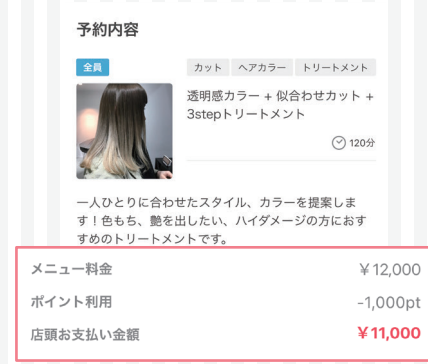 予約内容
全員
カット ヘアカラー トリートメント
透明感カラー + 似合わせカット +
3stepトリートメント
120分
一人ひとりに合わせたスタイル、カラーを提案しま
す！色もち、艶を出したい、ハイダメージの方におす
すめのトリートメントです。
メニュー料金 ￥12,000
ポイント利用 -1,000pt
店頭お支払い金額 ￥11,000